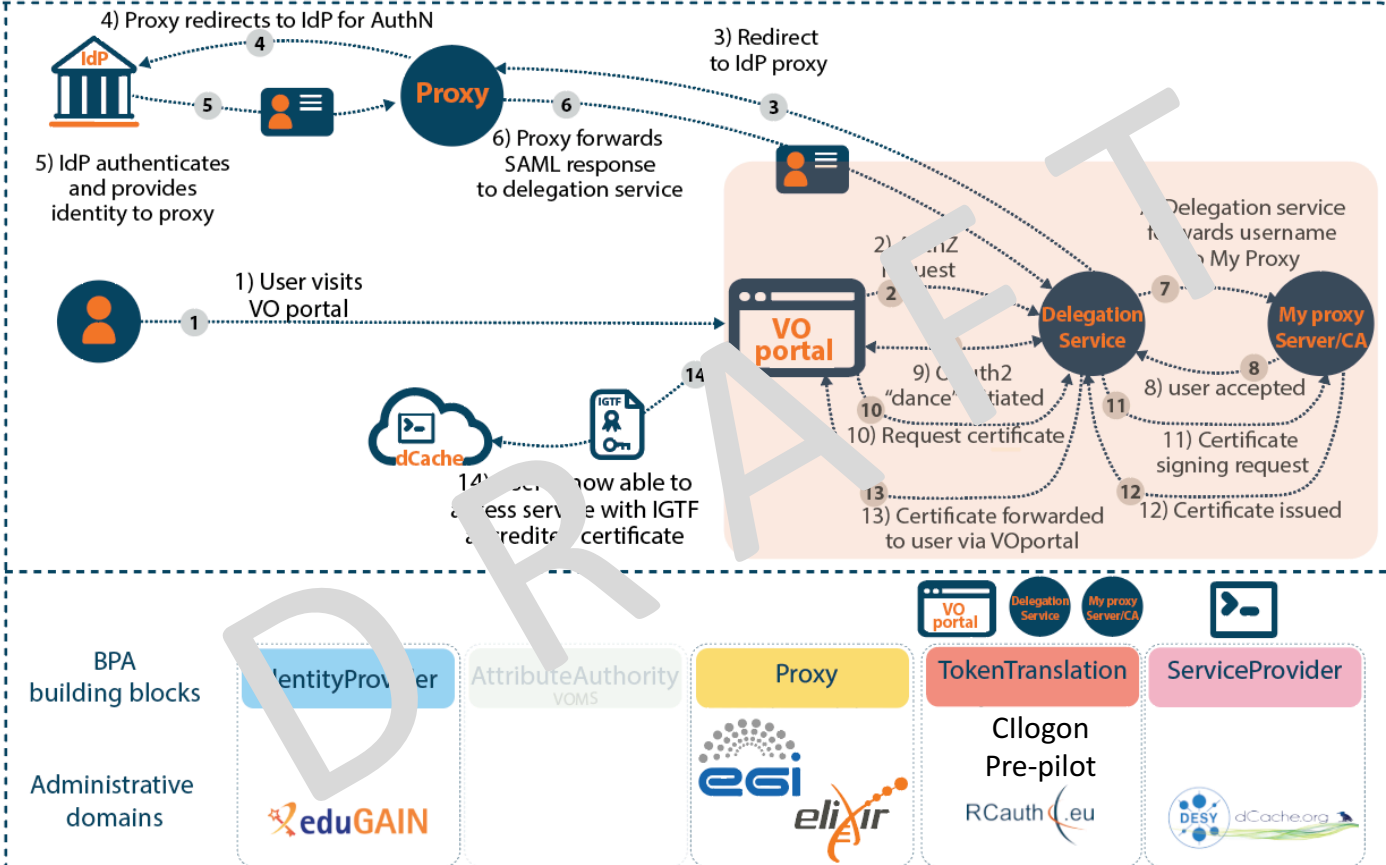 4) Proxy redirects to IdP for AuthN
IdP
4
Proxy
5
5) IdP authenticates
and provides
identity to proxy
6
6) Proxy forwards
SAML response
to delegation service
3) Redirect
to IdP proxy
3
1) User visits
VO portal
1
2)
2
VO
portal
Delegation service
username
My Proxy
7
Delegation
Service
My proxy
Server/CA
8
8) user accepted
9)
"dance"
10
10) Request certificate
11
11) Certificate
signing request
12
12) Certificate issued
13
13) Certificate forwarded
to user via VOportal
14
IGTF
dCache
14) now able to
service with IGTF
certificate
D R A F T
VO
portal
Delegation
Service
My proxy
Server/CA
BPA
building blocks
IdentityProvider
AttributeAuthority
VOMS
Proxy
TokenTranslation
ServiceProvider
Administrative
domains
eduGAIN
egi
elixir
CIlogon
Pre-pilot
RCauth.eu
DESY
dCache.org